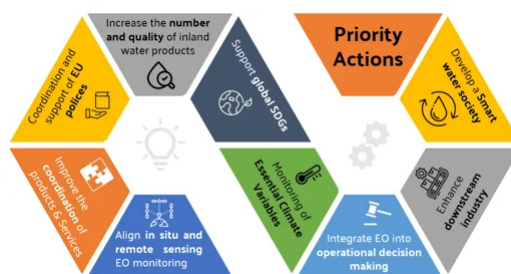 Increase the number
and quality of inland
water products
Coordination and
support of EU
polices
Support global SDGs
Improve the
coordination of
products & Services
Align in situ and
remote sensing
EO monitoring
Priority
Actions
Develop a Smart
water society
Monitoring of
Essential Climate
Variables
Enhance
downstream
industry
Integrate EO into
operational decision
making